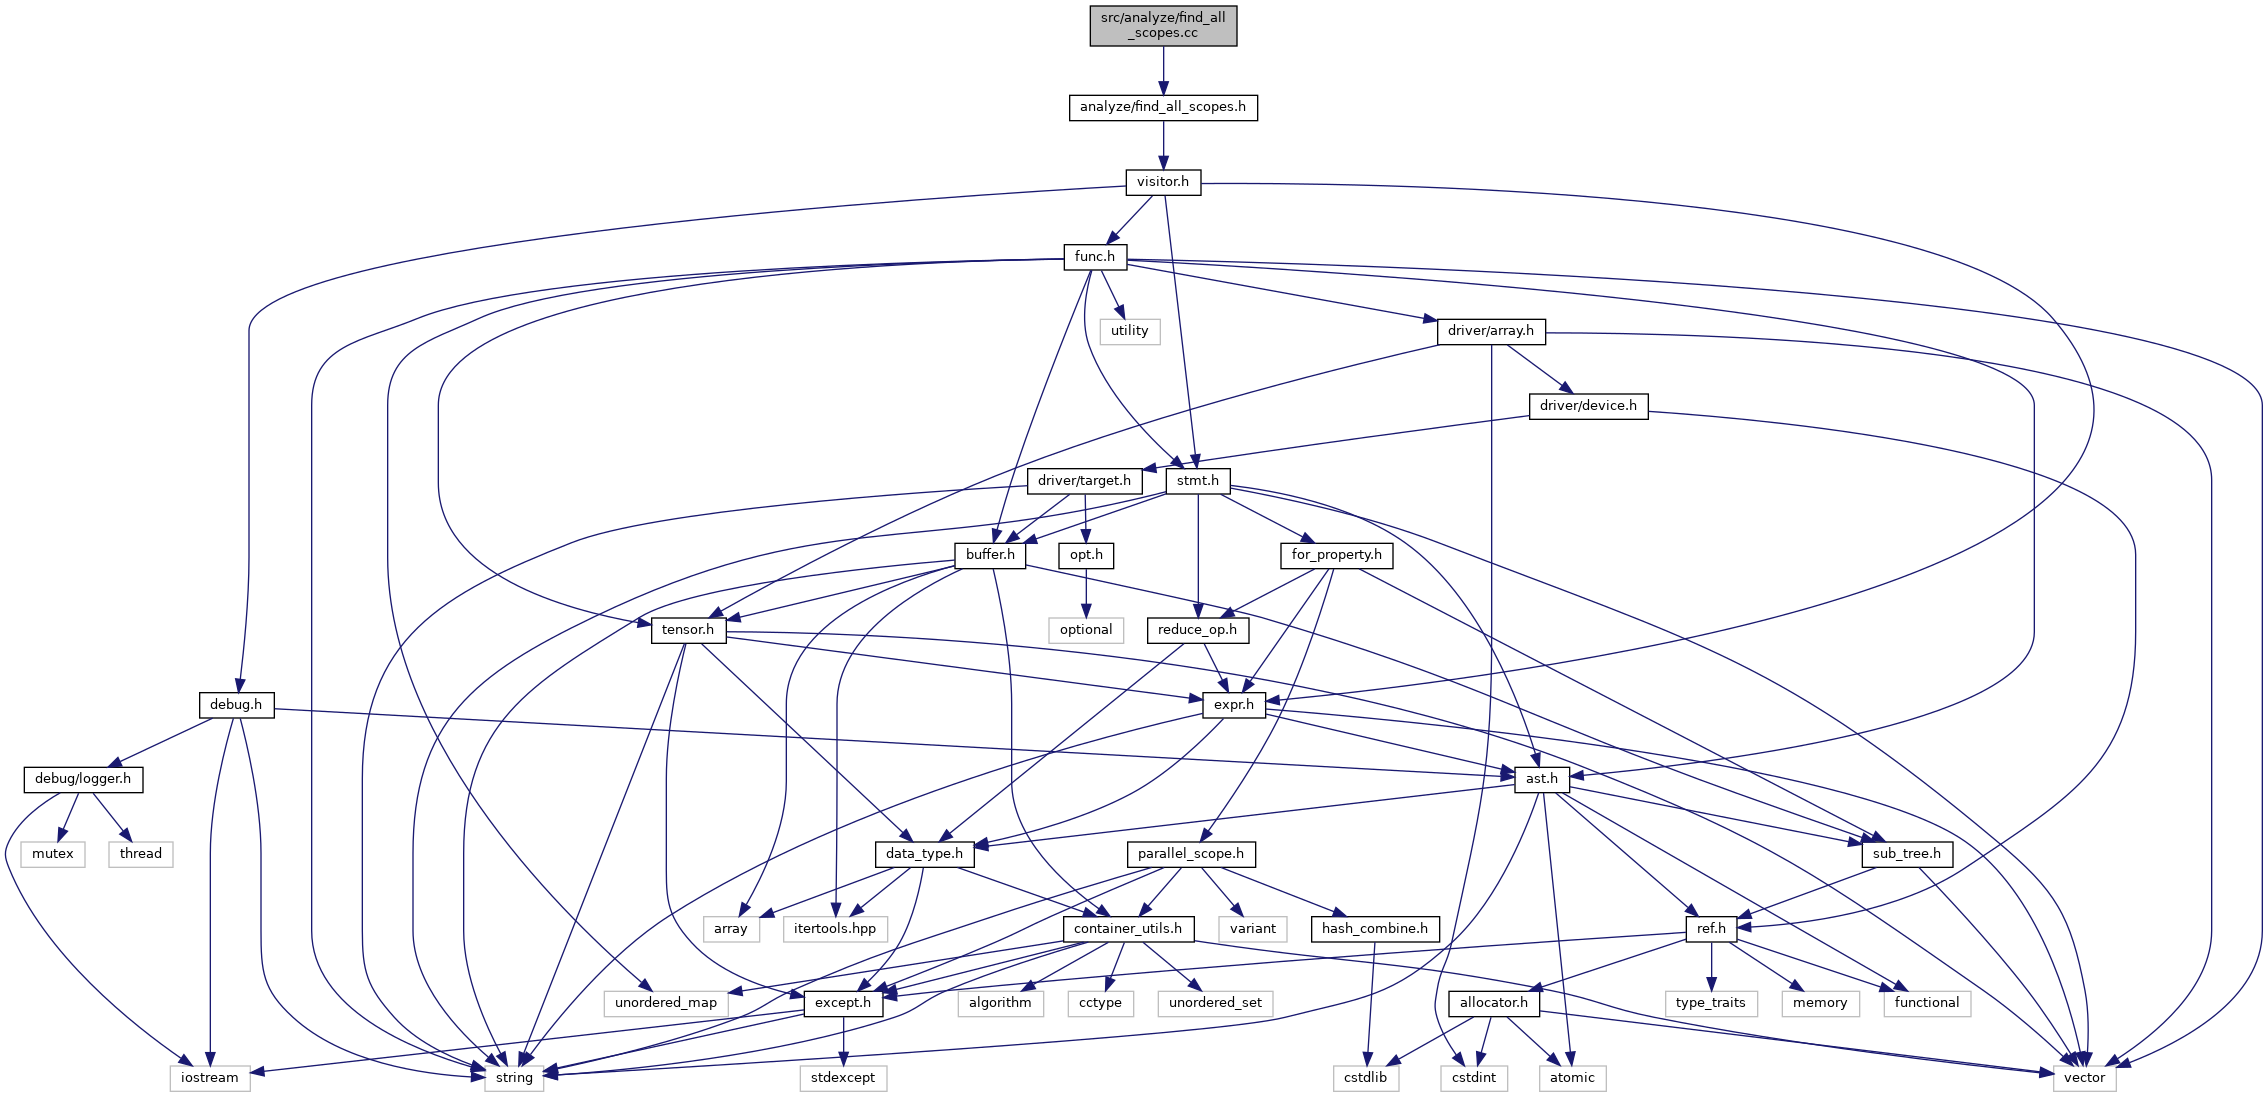 src/analyze/find_all
_scopes.cc
analyze/find_all_scopes.h
visitor.h
func.h
utility
driver/array.h
driver/device.h
driver/target.h
stmt.h
buffer.h
opt.h
for_property.h
tensor.h
optional
reduce_op.h
debug.h
expr.h
debug/logger.h
ast.h
mutex
thread
data_type.h
parallel_scope.h
sub_tree.h
array
itertools.hpp
container_utils.h
variant
hash_combine.h
ref.h
unordered_map
except.h
algorithm
cctype
unordered_set
allocator.h
type_traits
memory
functional
iostream
string
stdexcept
cstdlib
cstdint
atomic
vector